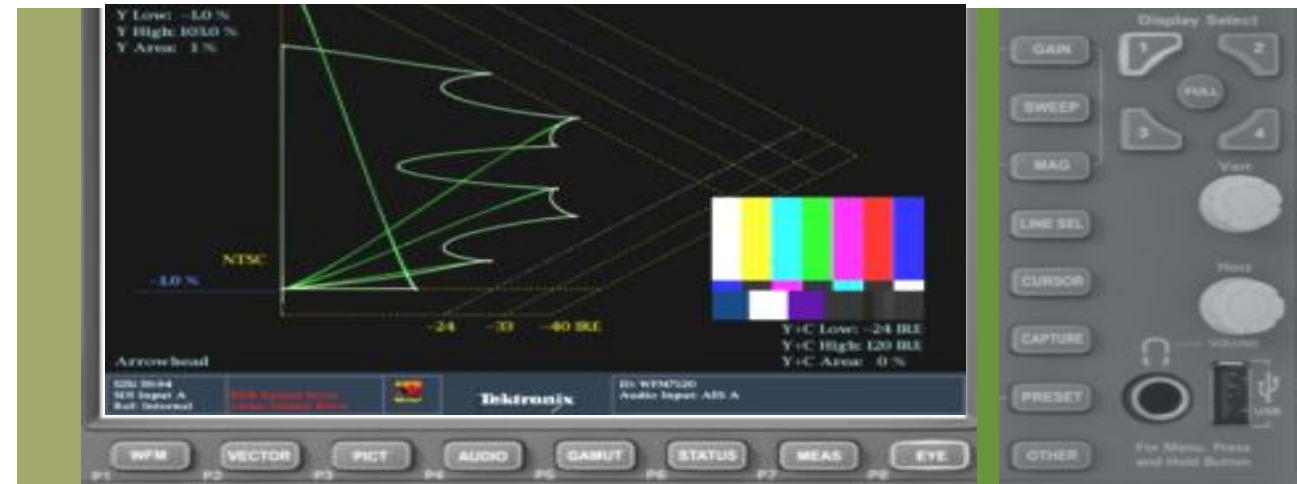 Y Low: -1.0 %
Y High: 103.0 %
Y Area: 1 %
NTSC
-1.0 %
-24 -33 -40 IRE
Y+C Low: -24 IRE
Y+C High: 120 IRE
Y+C Area: 0 %
Arrowhead
SDI Input A
Ref: Internal
Tektronix
ID: WFM7120
Audio Input: AES A
WFM
VECTOR
PICT
AUDIO
GAMUT
STATUS
MEAS
EYE
P1
P2
P3
P4
P5
P6
P7
P8
GAIN
SWEEP
MAG
LINE SEL
CURSOR
CAPTURE
PRESET
OTHER
Display Select
1
2
FULL
3
4
Vert
Horz
VOLUME
USB
For Menu, Press
and Hold Button